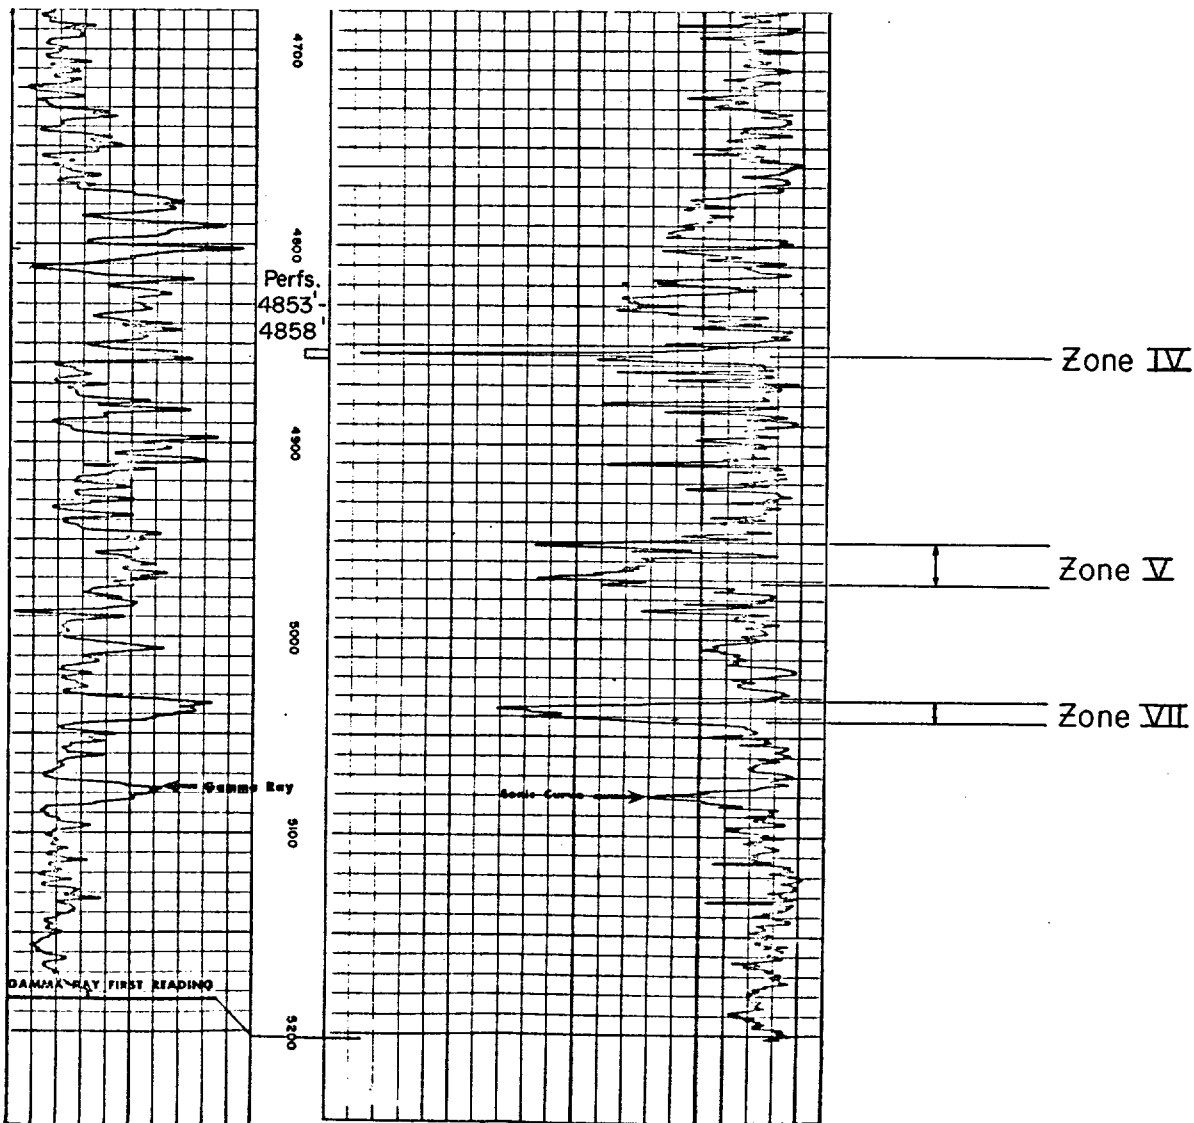 4700
4800
Perfs.
4853'-
4858'
Zone IV
4900
Zone V
5000
Zone VII
Gamma Ray
Sonic Curve
5100
GAMMA RAY FIRST READING
5200